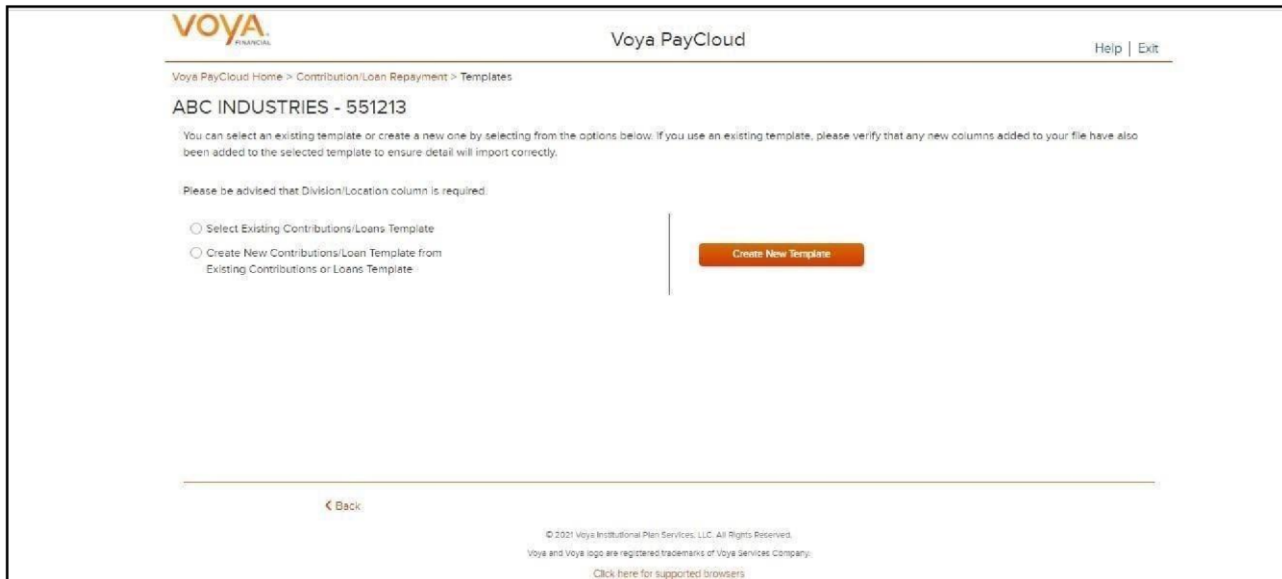 VOYA
FINANCIAL
Voya PayCloud
Help | Exit
Voya PayCloud Home > Contribution/Loan Repayment > Templates
ABC INDUSTRIES - 551213
You can select an existing template or create a new one by selecting from the options below. If you use an existing template, please verify that any new columns added to your file have also
been added to the selected template to ensure detail will import correctly.
Please be advised that Division/Location column is required.
Select Existing Contributions/Loans Template
Create New Contributions/Loan Template from
Existing Contributions or Loans Template
Create New Template
< Back
© 2021 Voya Institutional Plan Services, LLC. All Rights Reserved.
Voya and Voya logo are registered trademarks of Voya Services Company.
Click here for supported browsers